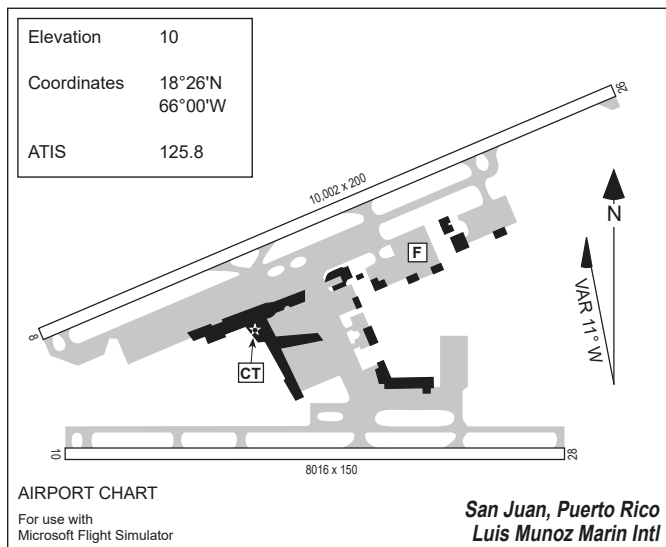 Elevation 10
Coordinates 18°26'N
66°00'W
ATIS 125.8
26
10,002 x 200
N
F
VAR 11° W
8
CT
10
28
8016 x 150
AIRPORT CHART
For use with
Microsoft Flight Simulator
San Juan, Puerto Rico
Luis Munoz Marin Intl